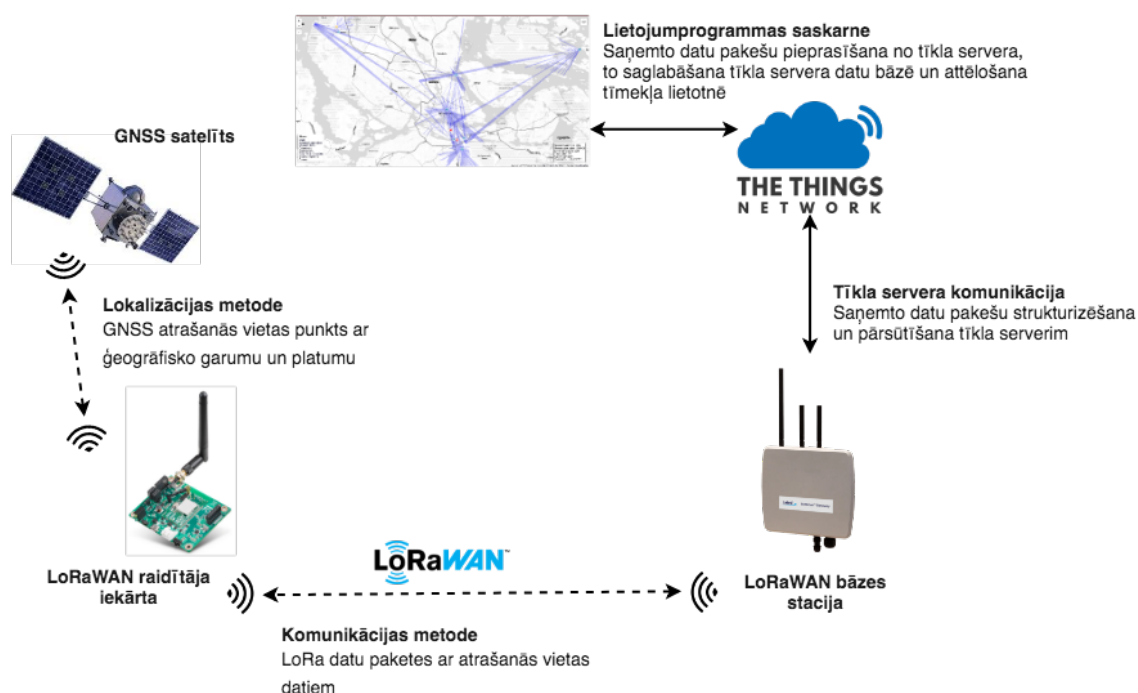 Lietojumprogrammas saskarne
Saņemto datu pakešu pieprasīšana no tīkla servera,
to saglabāšana tīkla servera datu bāzē un attēlošana
tīmekļa lietotnē
GNSS satelīts
THE THINGS
NETWORK
Lokalizācijas metode
GNSS atrašanās vietas punkts ar
ģeogrāfisko garumu un platumu
Tīkla servera komunikācija
Saņemto datu pakešu strukturizēšana
un pārsūtīšana tīkla serverim
LoRaWAN™
LoRaWAN raidītāja
iekārta
LoRaWAN bāzes
stacija
Komunikācijas metode
LoRa datu paketes ar atrašanās vietas
datiem